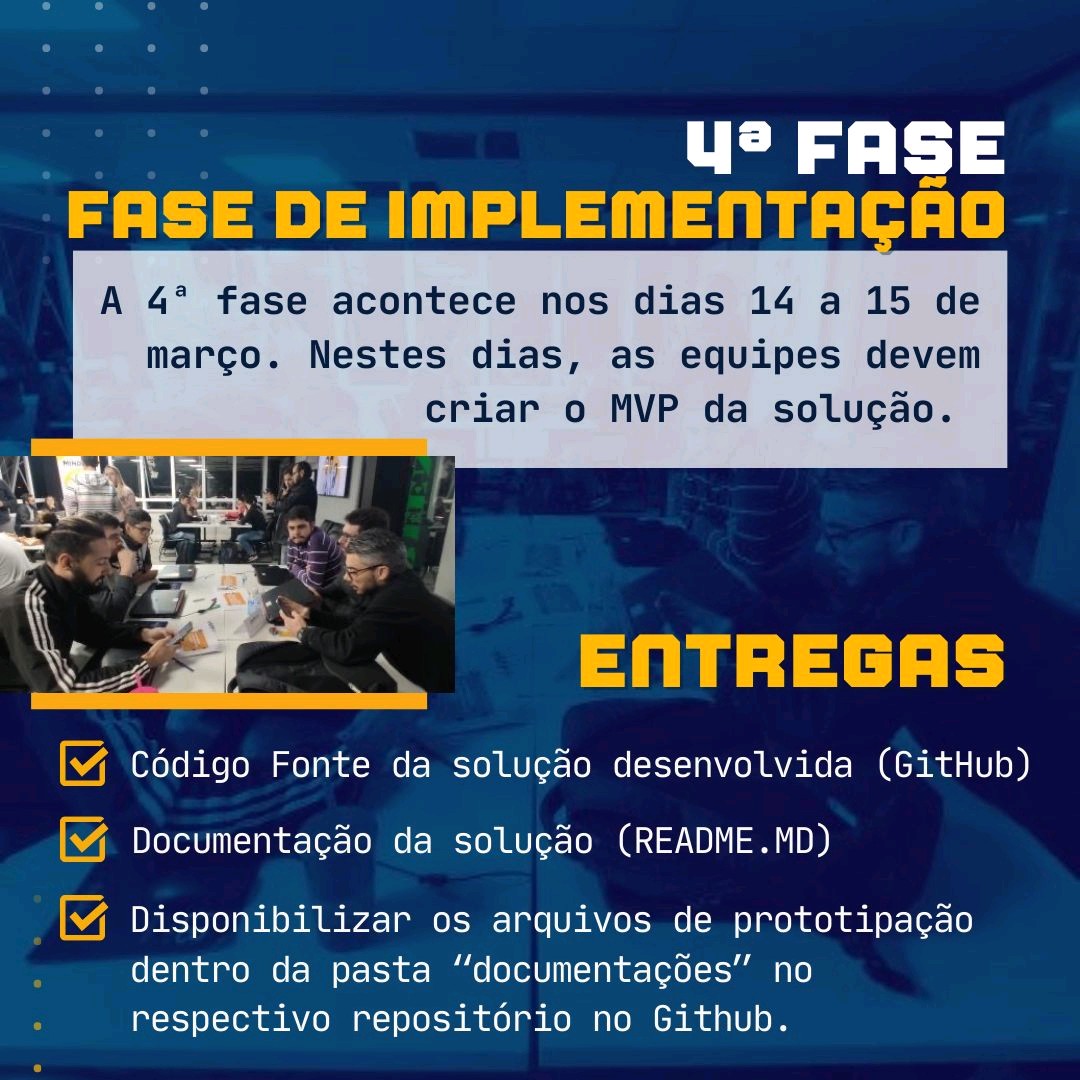 4ª FASE
FASE DE IMPLEMENTAÇÃO
A 4ª fase acontece nos dias 14 a 15 de
março. Nestes dias, as equipes devem
criar o MVP da solução.
ENTREGAS
Código Fonte da solução desenvolvida (GitHub)
Documentação da solução (README.MD)
Disponibilizar os arquivos de prototipação
dentro da pasta “documentações” no
respectivo repositório no Github.